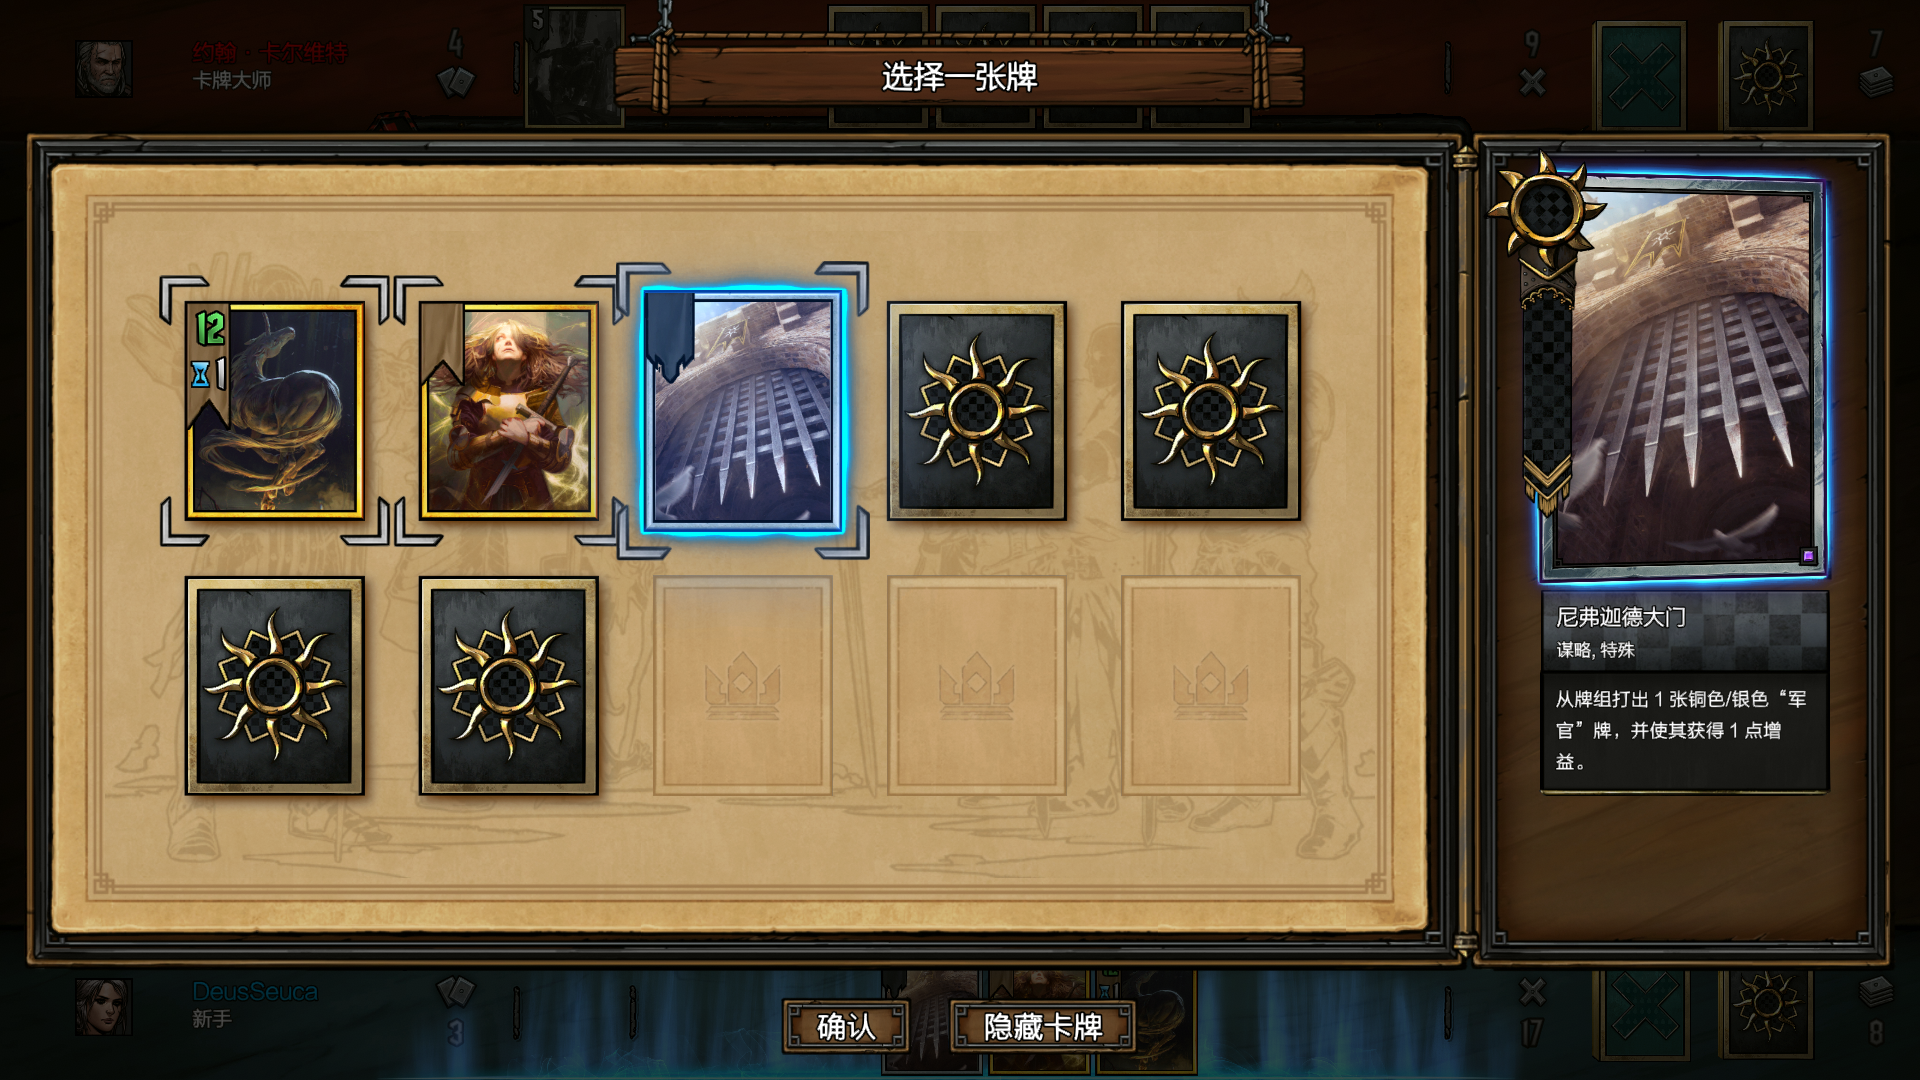 约翰·卡尔维特
卡牌大师
4
5
选择一张牌
9
7
12
1
尼弗迦德大门
谋略, 特殊
从牌组打出 1 张铜色/银色“军
官”牌，并使其获得 1 点增
益。
DeusSeuca
新手
3
确认
隐藏卡牌
17
8